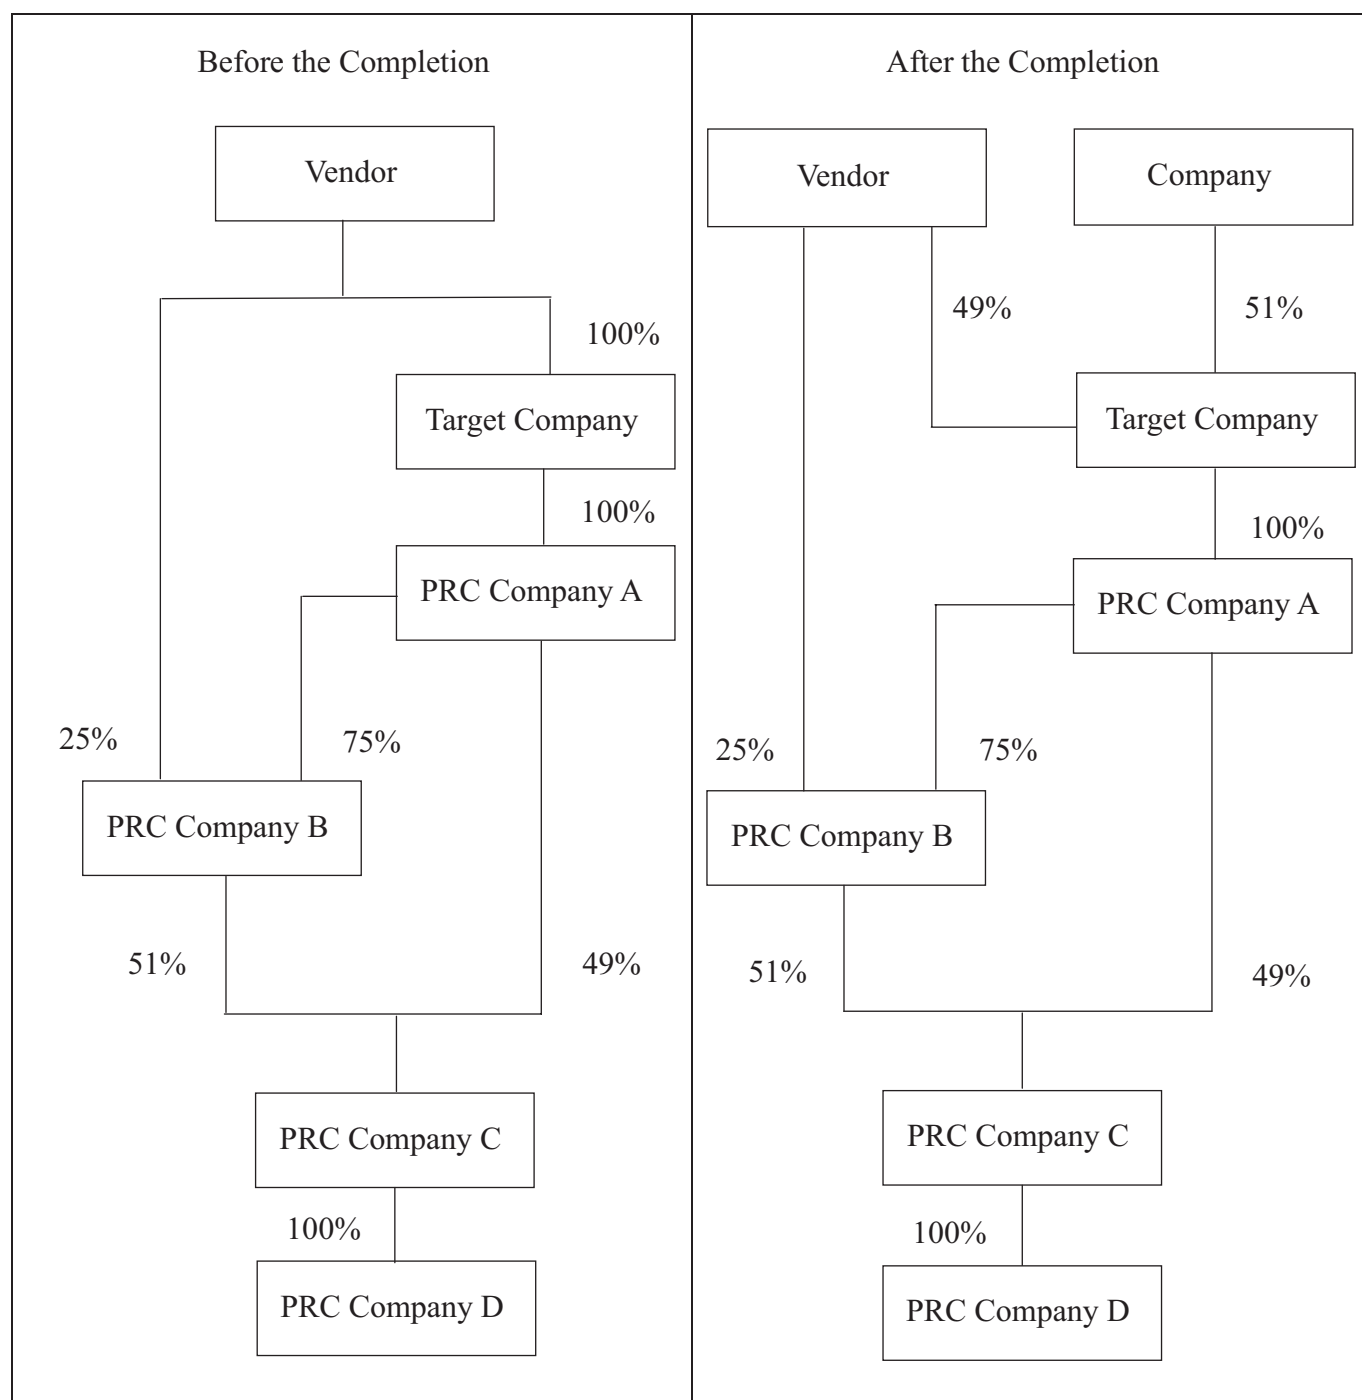 Before the Completion
Vendor
100%
Target Company
100%
PRC Company A
25%
75%
PRC Company B
51%
49%
PRC Company C
100%
PRC Company D
After the Completion
Vendor
Company
49%
51%
Target Company
100%
PRC Company A
25%
75%
PRC Company B
51%
49%
PRC Company C
100%
PRC Company D